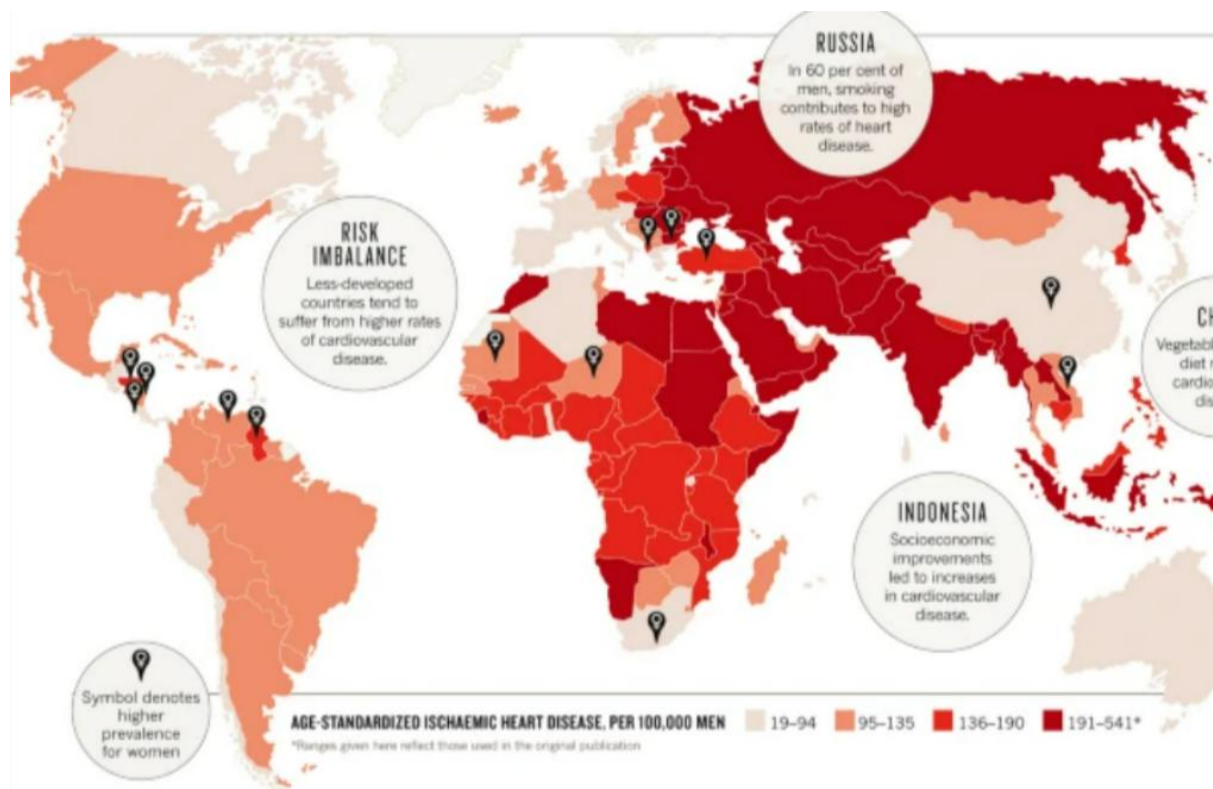 RUSSIA
In 60 per cent of
men, smoking
contributes to high
rates of heart
disease.
RISK
IMBALANCE
Less-developed
countries tend to
suffer from higher rates
of cardiovascular
disease.
CH
Vegetabl
diet
cardio
dis
INDONESIA
Socioeconomic
improvements
led to increases
in cardiovascular
disease.
Symbol denotes
higher
prevalence
for women
AGE-STANDARDIZED ISCHAEMIC HEART DISEASE, PER 100,000 MEN 19–94 95–135 136–190 191–541*
*Ranges given here reflect those used in the original publication